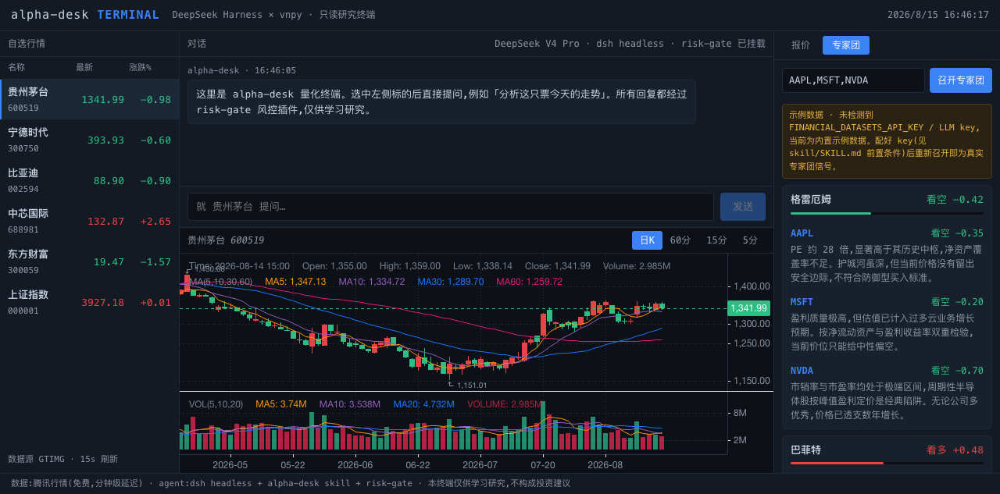 alpha-desk TERMINAL DeepSeek Harness × vnpy · 只读研究终端 2026/8/15 16:46:17
自选行情
名称 最新 涨跌%
贵州茅台 1341.99 −0.98
600519
宁德时代 393.93 −0.60
300750
比亚迪 88.90 −0.90
002594
中芯国际 132.87 +2.65
688981
东方财富 19.47 −1.57
300059
上证指数 3927.18 +0.01
000001
数据源 GTIMG · 15s 刷新
对话 DeepSeek V4 Pro · dsh headless · risk-gate 已挂载
alpha-desk · 16:46:05
这里是 alpha-desk 量化终端。选中左侧标的后直接提问,例如「分析这只票今天的走势」。所有回复都经过
risk-gate 风控插件,仅供学习研究。
就 贵州茅台 提问…
发送
贵州茅台 600519 日K 60分 15分 5分
Time: 2026-08-14 15:00 Open: 1,355.00 High: 1,359.00 Low: 1,338.14 Close: 1,341.99 Volume: 2.985M
MA(5,10,30,60) MA5: 1,347.13 MA10: 1,334.72 MA30: 1,289.70 MA60: 1,259.72
1,400.00
1,341.99
1,300.00
1,250.00
1,150.00
1,151.01
VOL(5,10,20) MA5: 3.74M MA10: 3.538M MA20: 4.732M VOLUME: 2.985M
8M
2M
2026-05 05-22 2026-06 06-22 2026-07 07-20 2026-08
报价 专家团
AAPL,MSFT,NVDA 召开专家团
示例数据 · 未检测到
FINANCIAL_DATASETS_API_KEY / LLM key,
当前为内置示例数据。配好 key(见
skill/SKILL.md 前置条件)后重新召开即为真实
专家团信号。
格雷厄姆 看空 −0.42
AAPL 看空 −0.35
PE 约 28 倍,显著高于其历史中枢,净资产覆
盖率不足。护城河虽深,但当前价格没有留出
安全边际,不符合防御型买入标准。
MSFT 看空 −0.20
盈利质量极高,但估值已计入过多云业务增长
预期。按净流动资产与盈利收益率双重检验,
当前价位只能给中性偏空。
NVDA 看空 −0.70
市销率与市盈率均处于极端区间,周期性半导
体股按峰值盈利定价是经典陷阱。无论公司多
优秀,价格已透支数年增长。
巴菲特 看多 +0.48
数据:腾讯行情(免费,分钟级延迟) · agent:dsh headless + alpha-desk skill + risk-gate · 本终端仅供学习研究,不构成投资建议